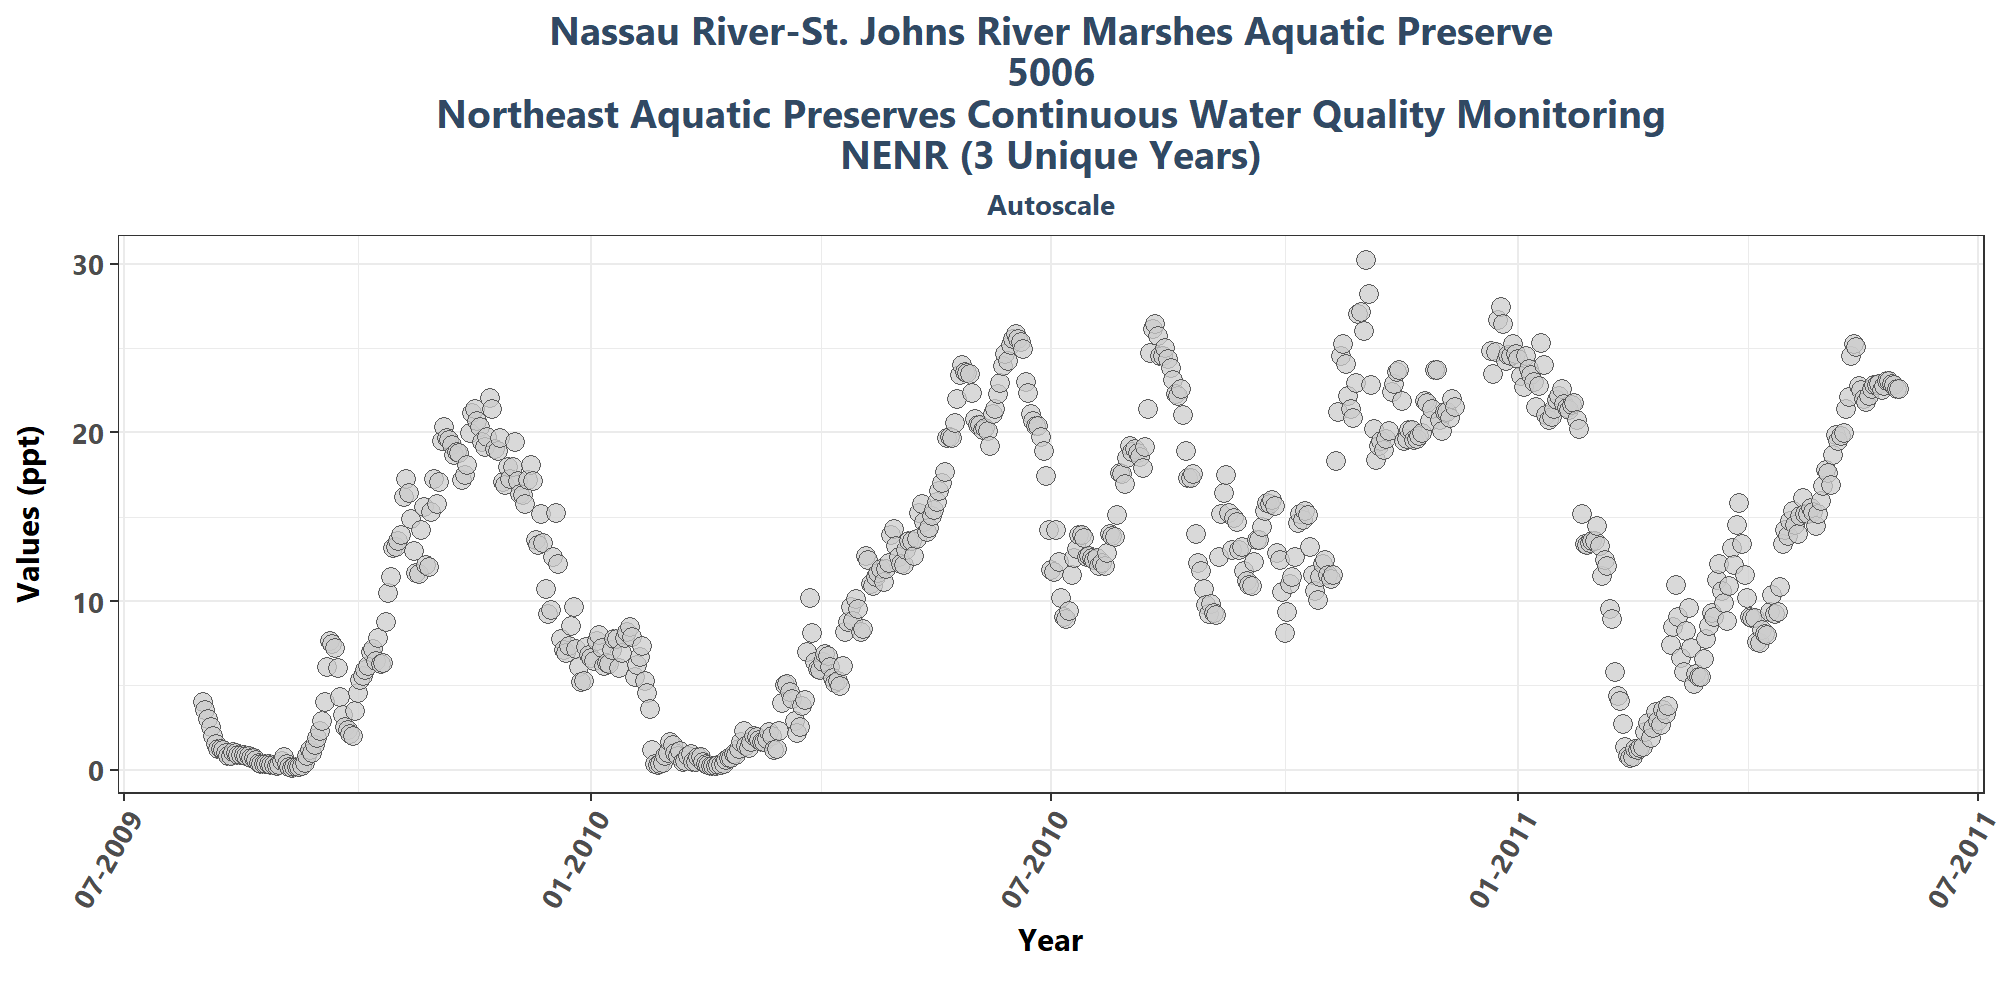 Nassau River-St. Johns River Marshes Aquatic Preserve
5006
Northeast Aquatic Preserves Continuous Water Quality Monitoring
NENR (3 Unique Years)
Autoscale
30
20
10
0
Values (ppt)
07-2009
01-2010
07-2010
01-2011
07-2011
Year